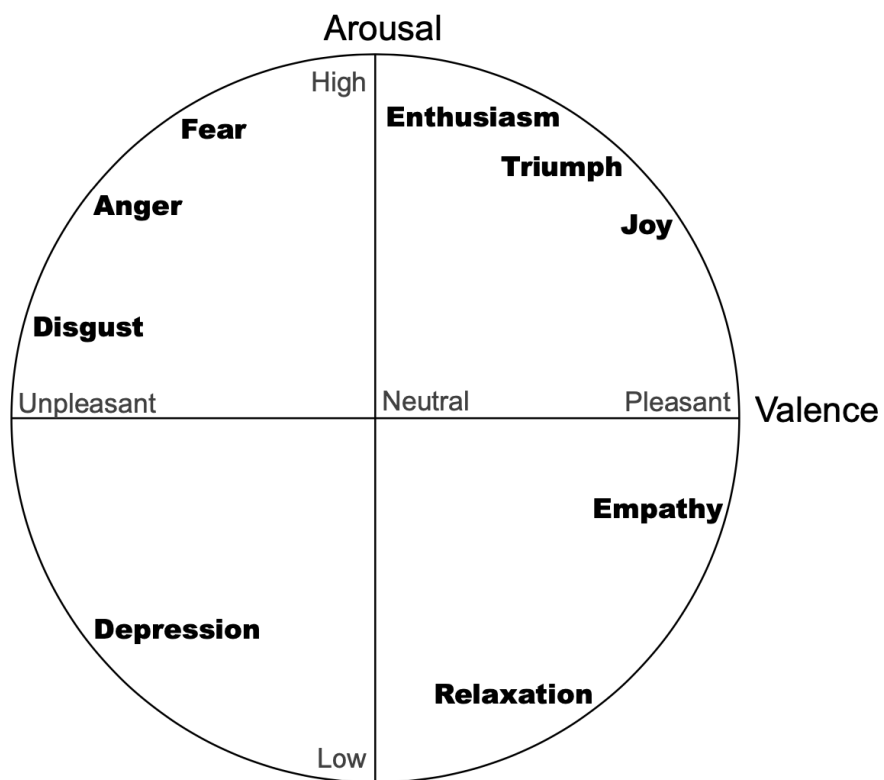 Arousal
High
Enthusiasm
Fear
Triumph
Anger
Joy
Disgust
Unpleasant
Neutral
Pleasant
Valence
Empathy
Depression
Relaxation
Low